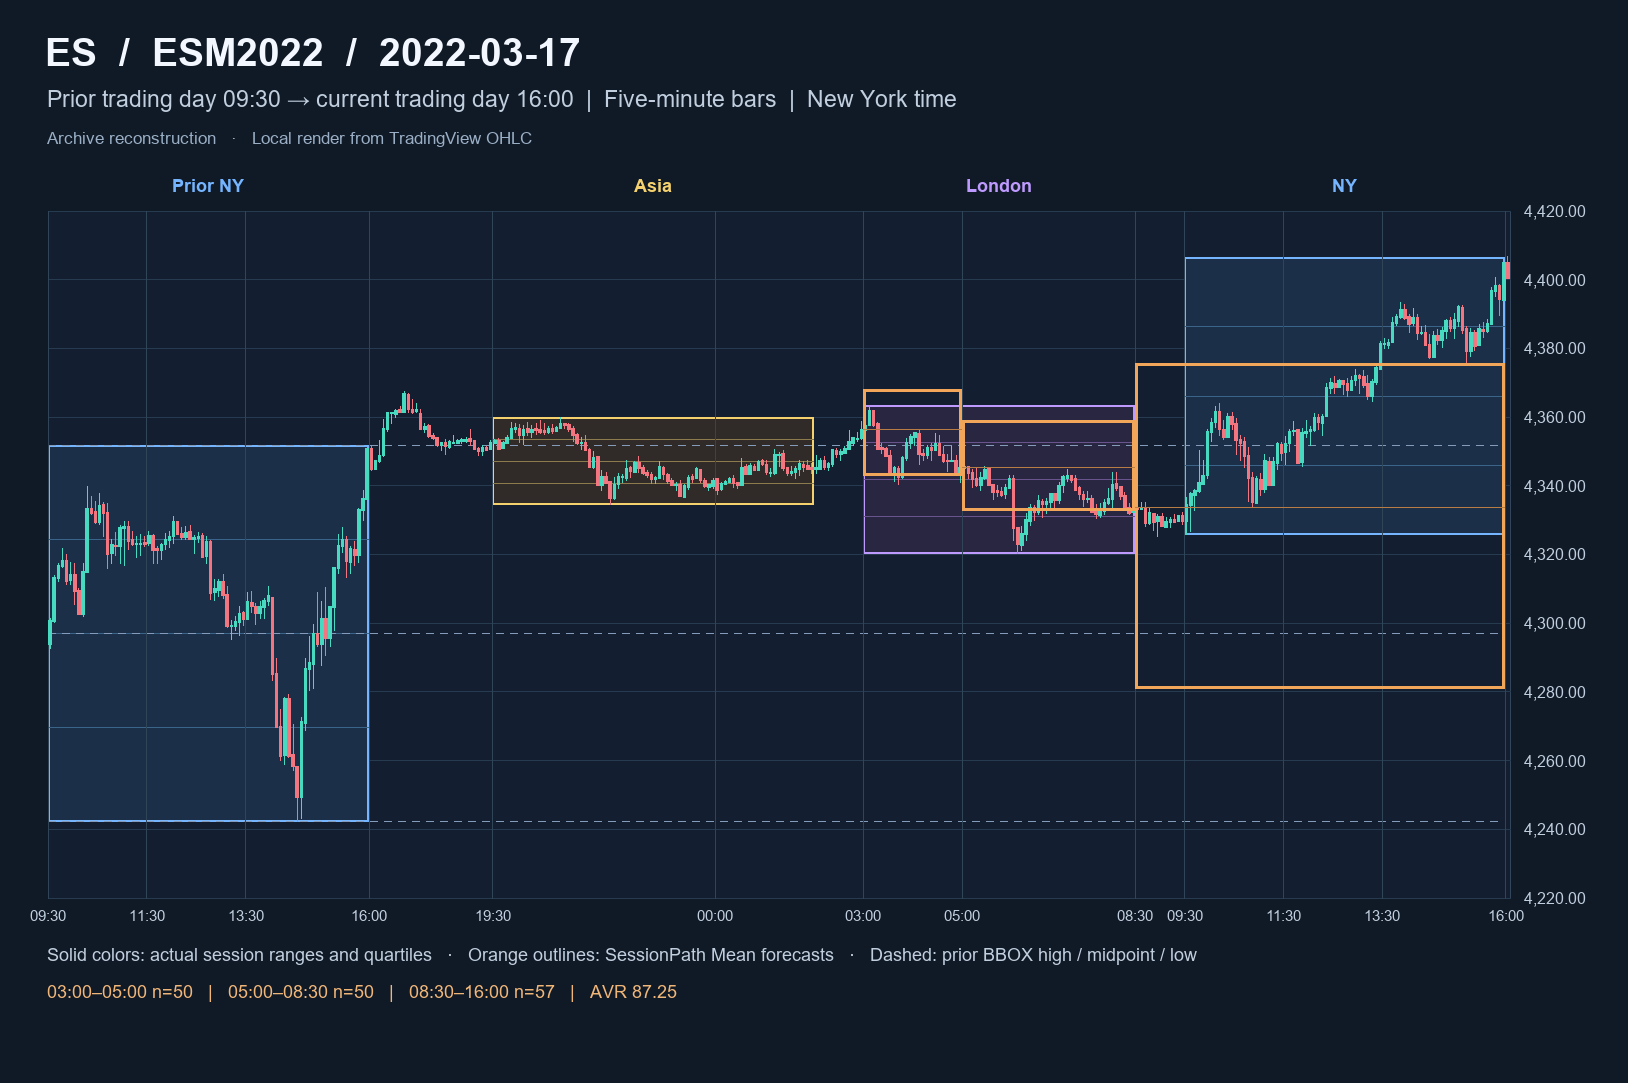 ES / ESM2022 / 2022-03-17
Prior trading day 09:30 → current trading day 16:00 | Five-minute bars | New York time
Archive reconstruction · Local render from TradingView OHLC
Prior NY Asia London NY
4,420.00
4,400.00
4,380.00
4,360.00
4,340.00
4,320.00
4,300.00
4,280.00
4,260.00
4,240.00
4,220.00
09:30 11:30 13:30 16:00 19:30 00:00 03:00 05:00 08:30 09:30 11:30 13:30 16:00
Solid colors: actual session ranges and quartiles · Orange outlines: SessionPath Mean forecasts · Dashed: prior BBOX high / midpoint / low
03:00–05:00 n=50 | 05:00–08:30 n=50 | 08:30–16:00 n=57 | AVR 87.25